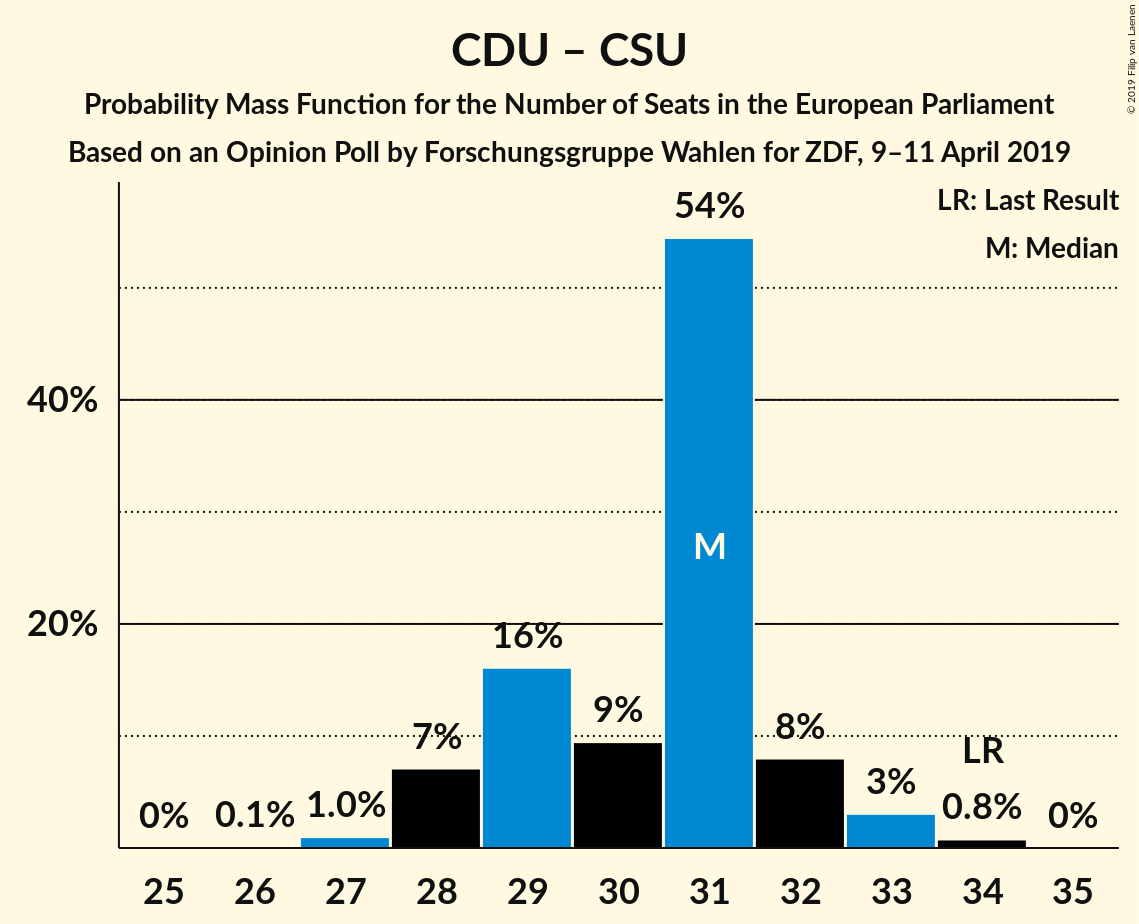 CDU – CSU
Probability Mass Function for the Number of Seats in the European Parliament
Based on an Opinion Poll by Forschungsgruppe Wahlen for ZDF, 9–11 April 2019
© 2019 Filip van Laenen
LR: Last Result
M: Median
40%
20%
0%
0.1%
1.0%
7%
16%
9%
54%
M
8%
3%
LR
0.8%
0%
25 26 27 28 29 30 31 32 33 34 35